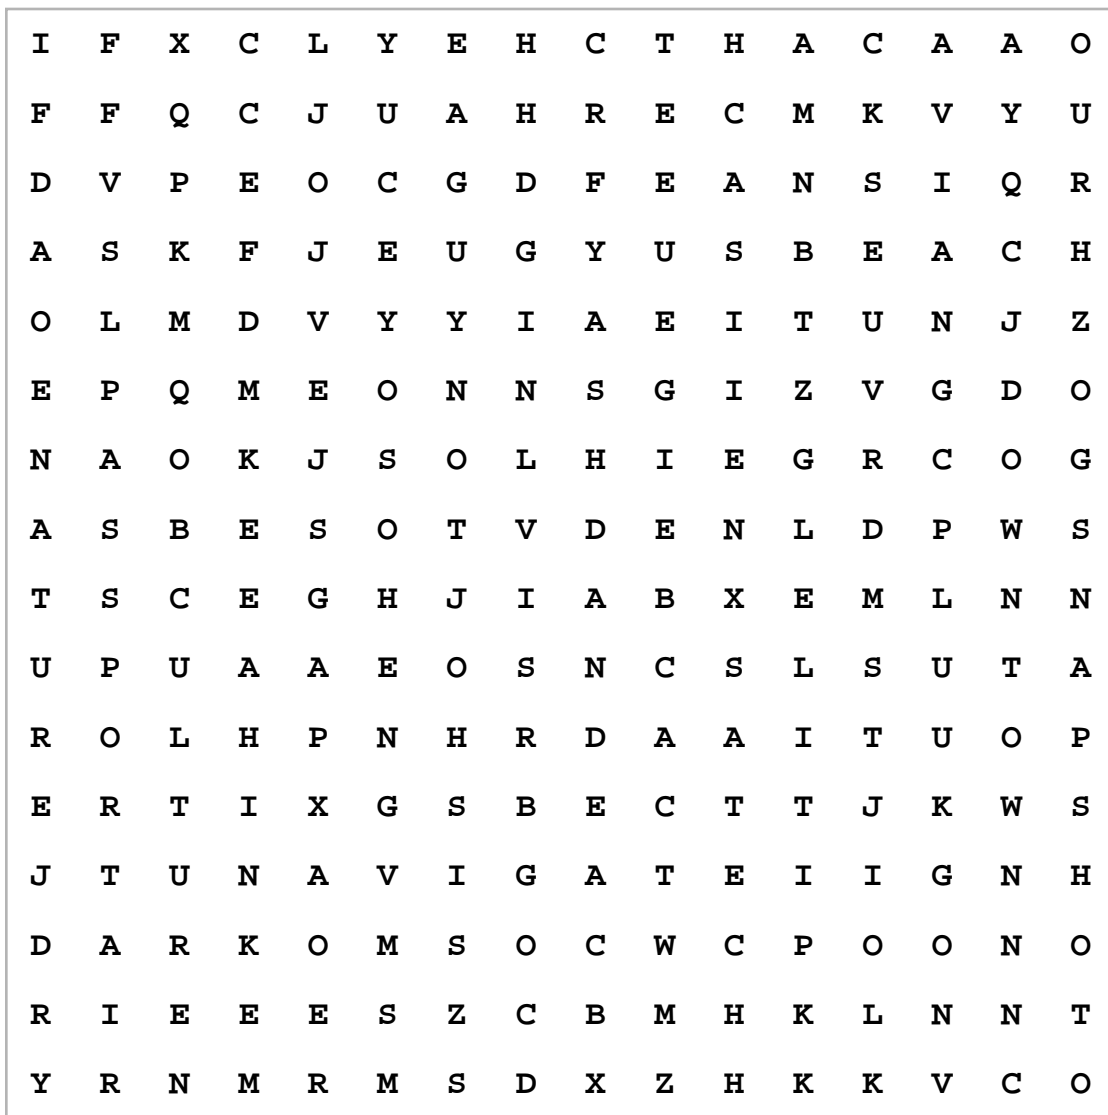 I F X C L Y E H C T H A C A A O
F F Q C J U A H R E C M K V Y U
D V P E O C G D F E A N S I Q R
A S K F J E U G Y U S B E A C H
O L M D V Y Y I A E I T U N J Z
E P Q M E O N N S G I Z V G D O
N A O K J S O L H I E G R C O G
A S B E S O T V D E N L D P W S
T S C E G H J I A B X E M L N N
U P U A A E O S N C S L S U T A
R O L H P N H R D A A I T U O P
E R T I X G S B E C T T J K W S
J T U N A V I G A T E I I G N H
D A R K O M S O C W C P O O N O
R I E E E S Z C B M H K L N N T
Y R N M R M S D X Z H K K V C O